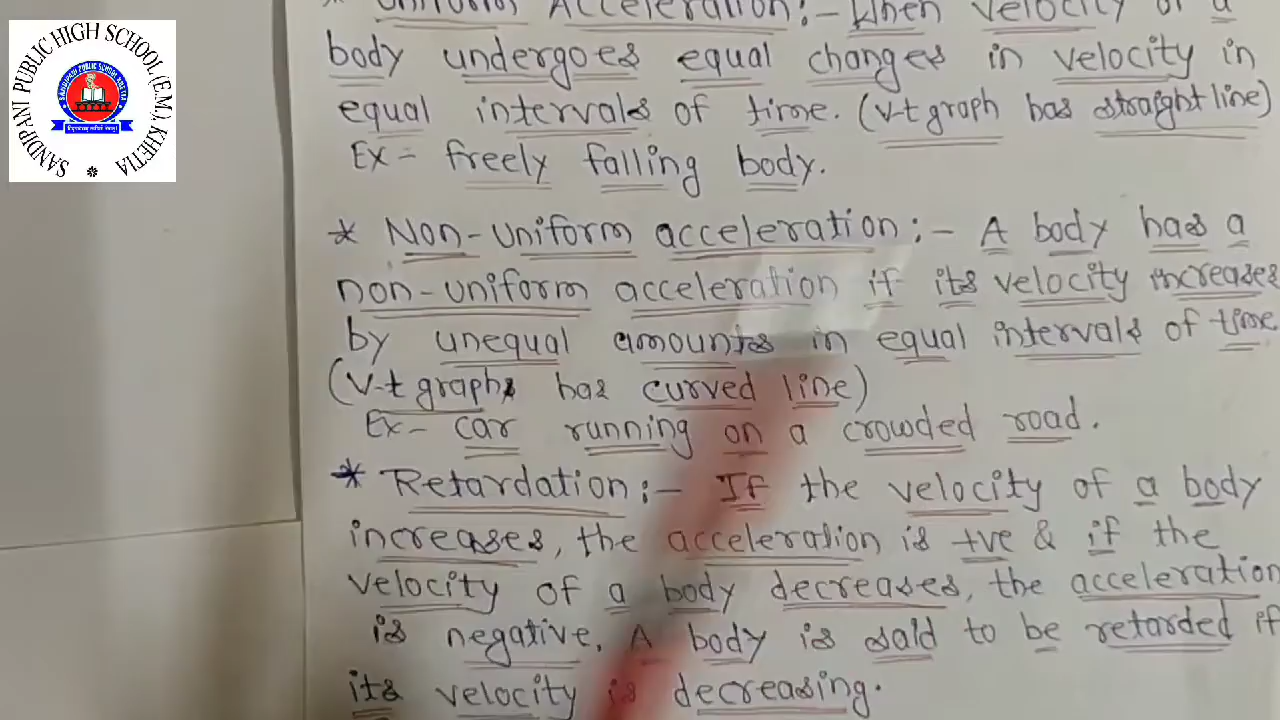 SANDIPANI PUBLIC HIGH SCHOOL (E.M.) KHETIA
* Uniform Acceleration:- When velocity of a
body undergoes equal changes in velocity in
equal intervals of time. (v-t graph has straight line)
Ex - freely falling body.
* Non-uniform acceleration:- A body has a
non-uniform acceleration if its velocity increases
by unequal amounts in equal intervals of time
(v-t graph has curved line)
Ex- car running on a crowded road.
* Retardation:- If the velocity of a body
increases, the acceleration is +ve & if the
velocity of a body decreases, the acceleration
is negative. A body is said to be retarded if
its velocity is decreasing.